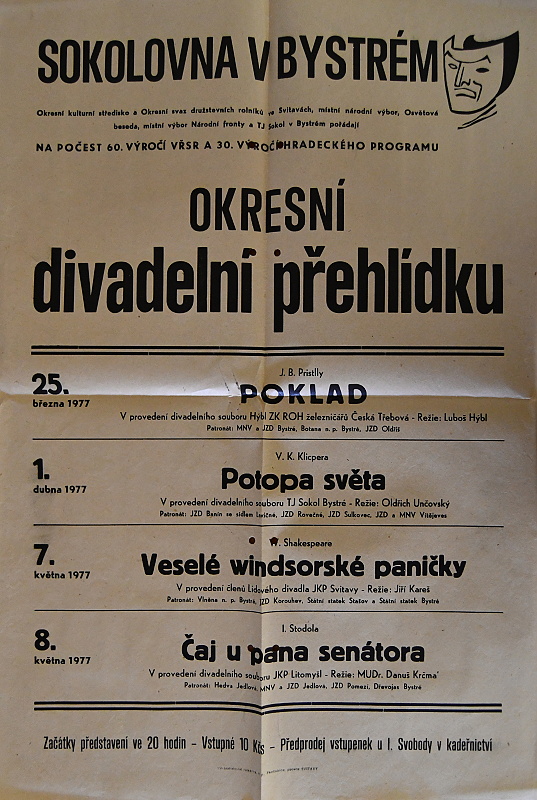 SOKOLOVNA V BYSTRÉM
Okresní kulturní středisko a Okresní svaz družstevních rolníků ve Svitavách, místní národní výbor, Osvětová
beseda, místní výbor Národní fronty a TJ Sokol v Bystrém pořádají
NA POČEST 60. VÝROČÍ VŘSR A 30. VÝROČÍ HRADECKÉHO PROGRAMU
OKRESNÍ
divadelní přehlídku
25.
března 1977
J. B. Pristlly
POKLAD
V provedení divadelního souboru Hýbl ZK ROH železničářů Česká Třebová - Režie: Luboš Hýbl
Patronát: MNV a JZD Bystré, Botana n. p. Bystré, JZD Oldřiš
1.
dubna 1977
V. K. Klicpera
Potopa světa
V provedení divadelního souboru TJ Sokol Bystré - Režie: Oldřich Unčovský
Patronát: JZD Banín se sídlem Lavičné, JZD Rovečné, JZD Sulkovec, JZD a MNV Vítějeves
7.
května 1977
W. Shakespeare
Veselé windsorské paničky
V provedení členů Lidového divadla JKP Svitavy - Režie: Jiří Kareš
Patronát: Vlněna n. p. Bystré, JZD Korouhev, Státní statek Stašov a Státní statek Bystré
8.
května 1977
I. Stodola
Čaj u pana senátora
V provedení divadelního souboru JKP Litomyšl - Režie: MUDr. Danuš Krčma
Patronát: Hedva Jedlová, MNV a JZD Jedlová, JZD Pomezí, Dřevojas Bystré
Začátky představení ve 20 hodin - Vstupné 10 Kčs - Předprodej vstupenek u I. Svobody v kadeřnictví